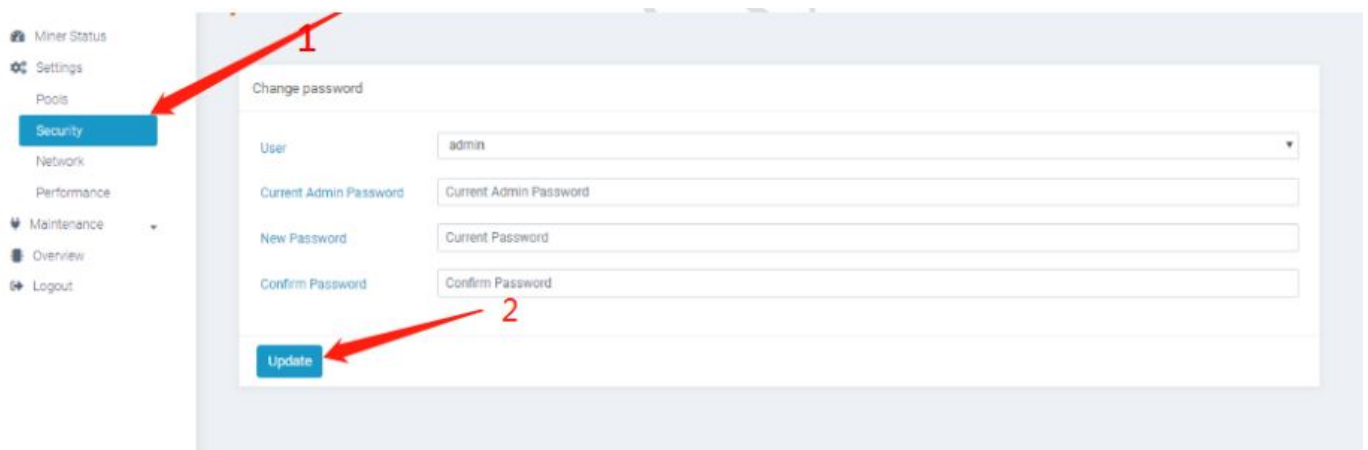 Miner Status
1
Settings
Pools
Change password
Security
User
admin
Network
Performance
Current Admin Password
Current Admin Password
Maintenance
New Password
Current Password
Overview
Logout
Confirm Password
Confirm Password
2
Update